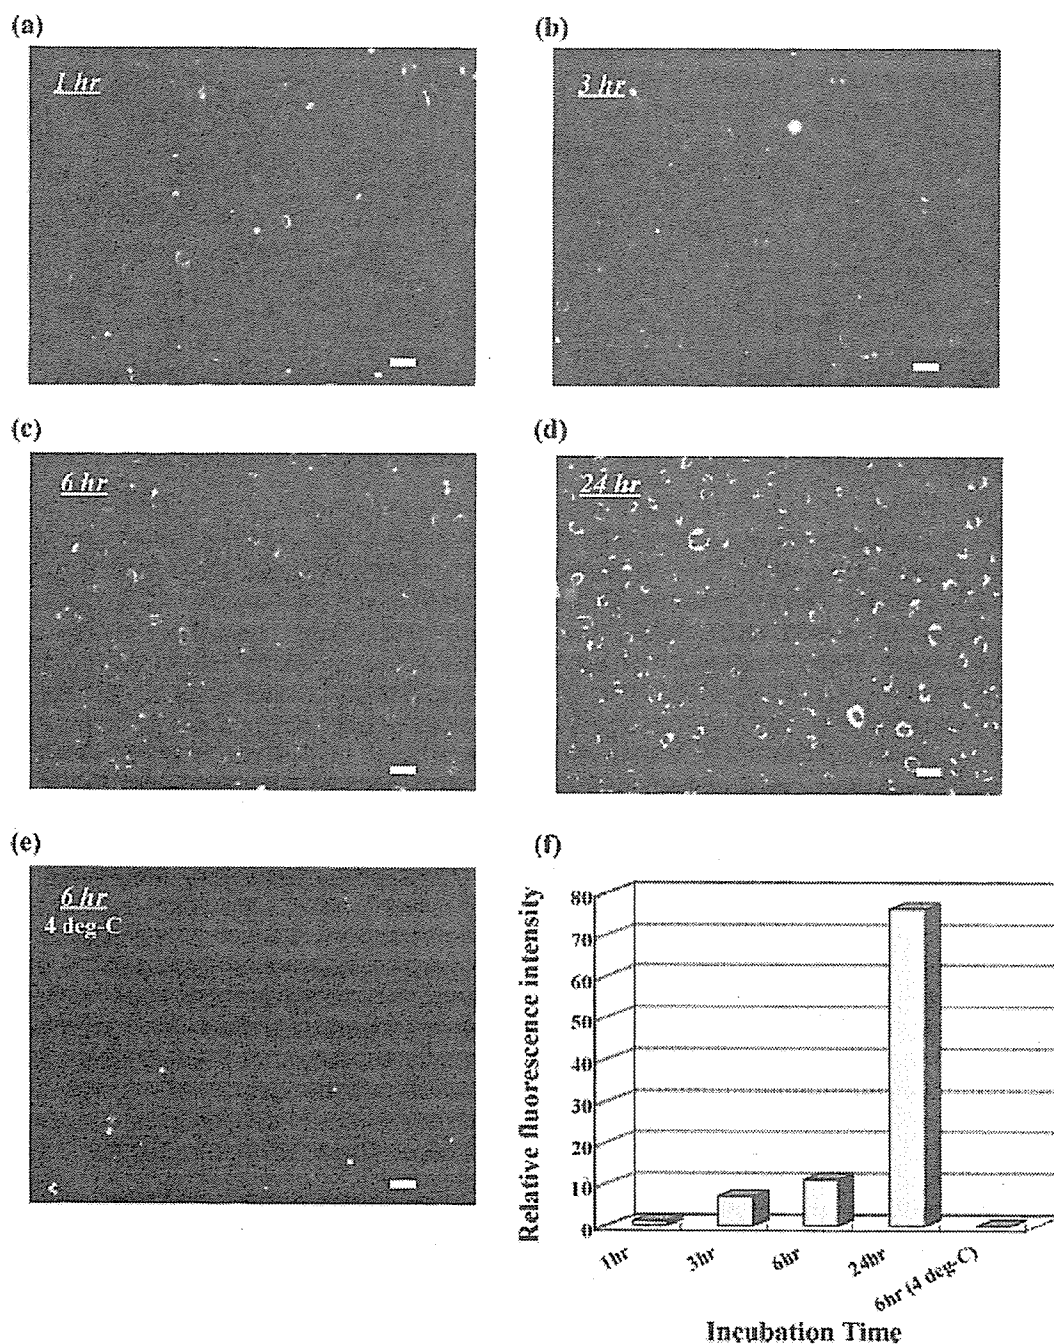 (a)
1 hr
(b)
3 hr
(c)
6 hr
(d)
24 hr
(e)
6 hr
4 deg-C
(f)
Relative fluorescence intensity
80
70
60
50
40
30
20
10
0
1hr
3hr
6hr
24hr
6hr (4 deg-C)
Incubation Time